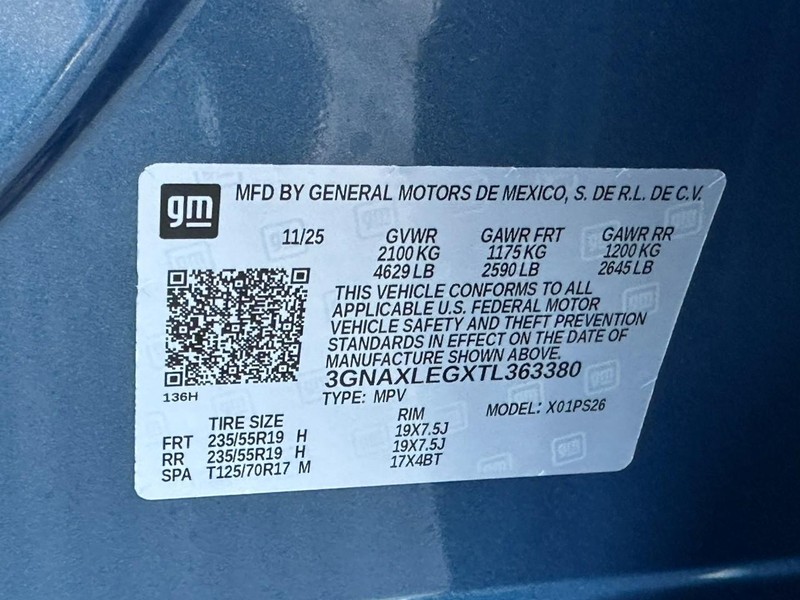 gm
MFD BY GENERAL MOTORS DE MEXICO, S. DE R.L. DE C.V.
11/25 GVWR GAWR FRT GAWR RR
2100 KG 1175 KG 1200 KG
4629 LB 2590 LB 2645 LB
THIS VEHICLE CONFORMS TO ALL
APPLICABLE U.S. FEDERAL MOTOR
VEHICLE SAFETY AND THEFT PREVENTION
STANDARDS IN EFFECT ON THE DATE OF
MANUFACTURE SHOWN ABOVE.
3GNAXLEGXTL363380
136H
TYPE: MPV MODEL: X01PS26
TIRE SIZE RIM
FRT 235/55R19 H 19X7.5J
RR 235/55R19 H 19X7.5J
SPA T125/70R17 M 17X4BT